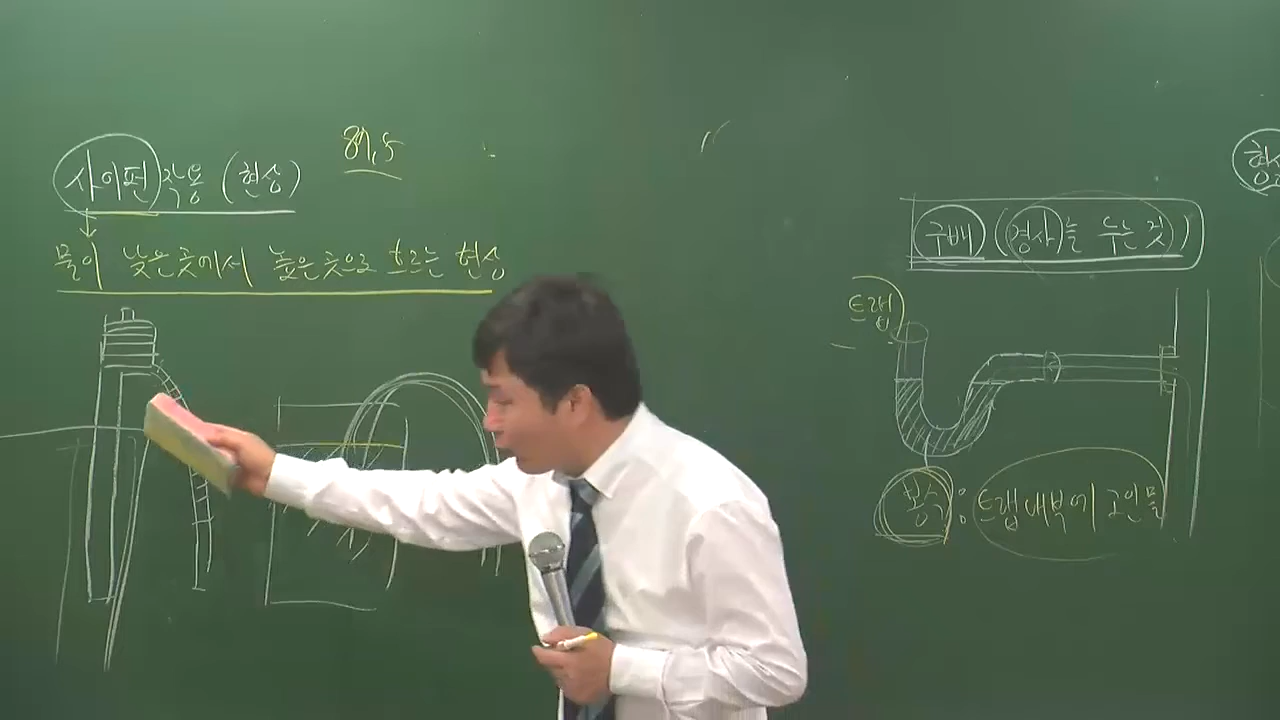 사이펀 작용 (현상)
물이 낮은곳에서 높은곳으로 흐르는 현상
구배 (경사를 두는 것)
트랩
봉수 : 트랩내부에 고인물